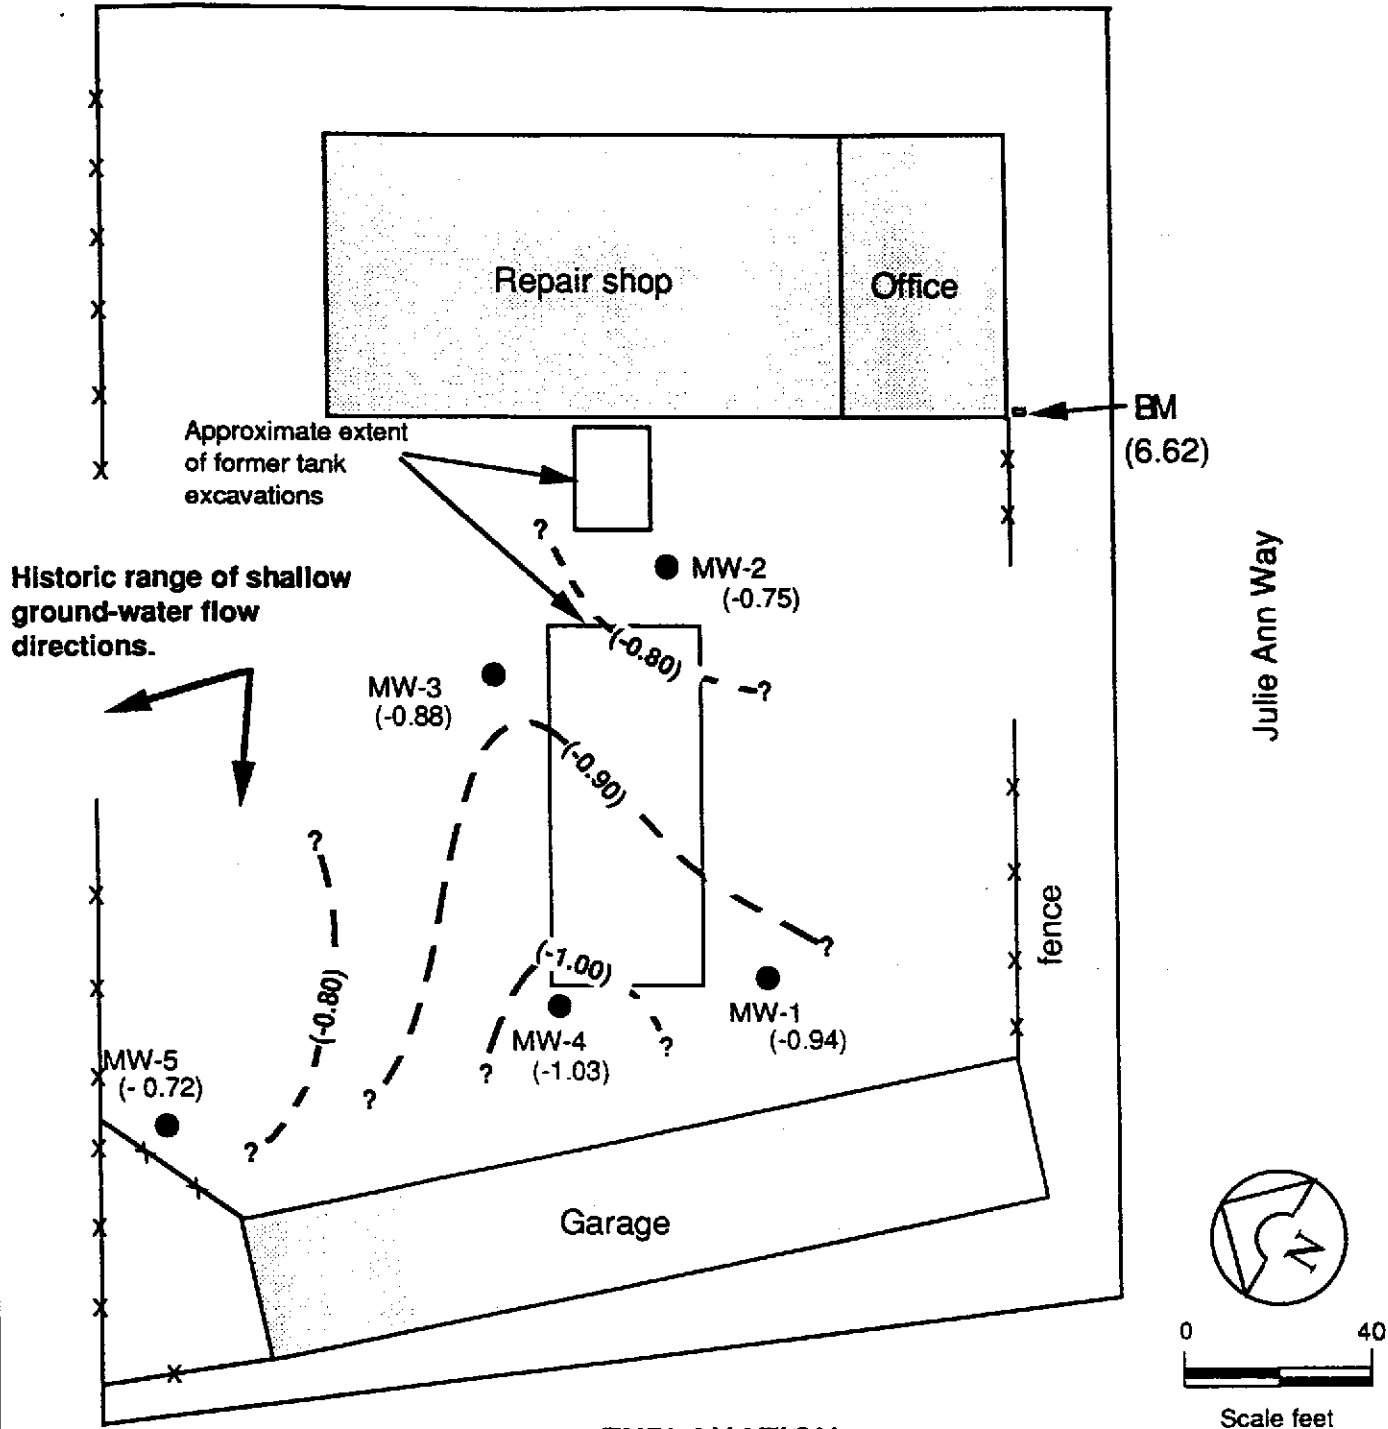 Repair shop
Office
BM
(6.62)
Approximate extent
of former tank
excavations
?
MW-2
(-0.75)
Historic range of shallow
ground-water flow
directions.
(-0.80)
?
MW-3
(-0.88)
Julie Ann Way
(-0.90)
?
?
fence
(-1.00)
(-0.80)
MW-1
(-0.94)
MW-4
(-1.03)
?
?
?
MW-5
(- 0.72)
?
Garage
N
0 40
Scale feet